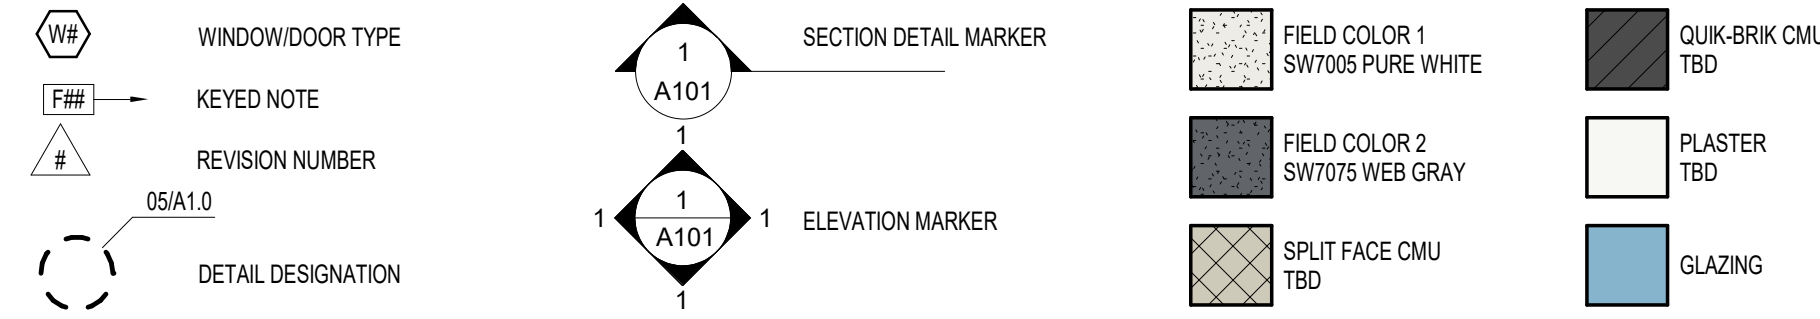 W#
WINDOW/DOOR TYPE
F##
KEYED NOTE
#
REVISION NUMBER
05/A1.0
DETAIL DESIGNATION
1
A101
SECTION DETAIL MARKER
1
1
1
A101
1
ELEVATION MARKER
1
FIELD COLOR 1
SW7005 PURE WHITE
FIELD COLOR 2
SW7075 WEB GRAY
SPLIT FACE CMU
TBD
QUIK-BRIK CMU
TBD
PLASTER
TBD
GLAZING